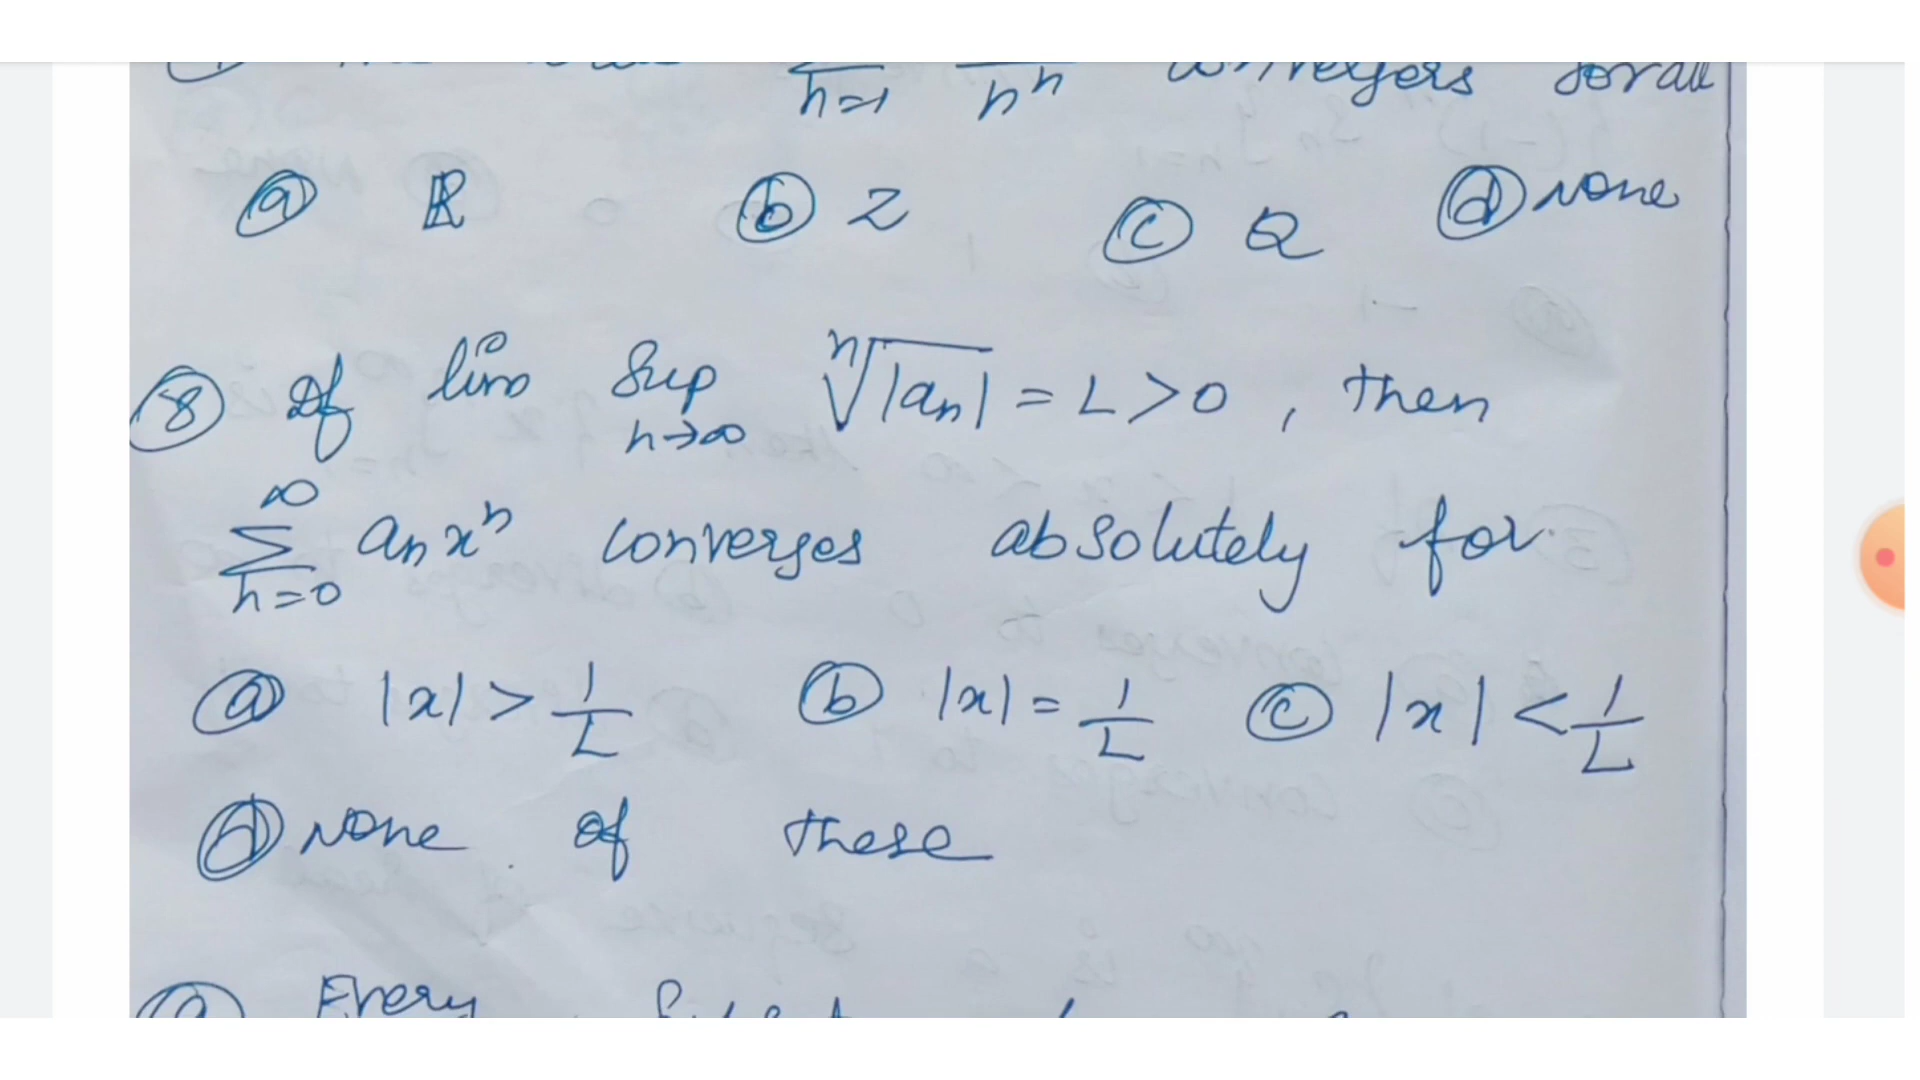 n=1 n^n converges for all
(a) R (b) Z (c) Q (d) None
(8) If lim Sup n→∞ ⁿ√|aₙ| = L > 0, then
∞ Σ n=0 aₙxⁿ converges absolutely for
(a) |x| > 1/L (b) |x| = 1/L (c) |x| < 1/L
(d) None of these
Every